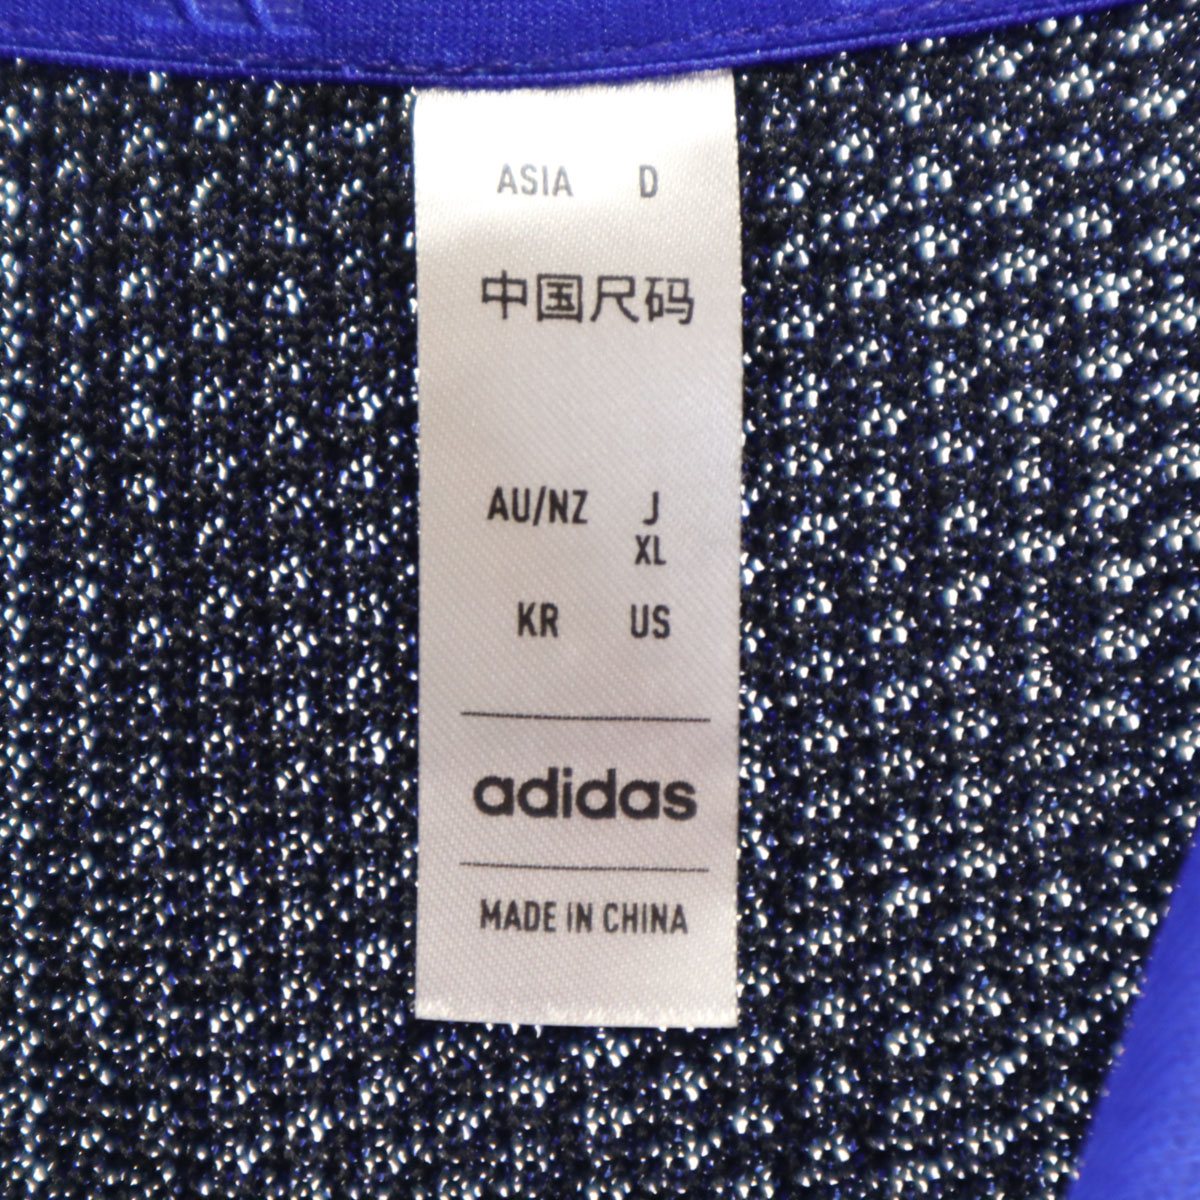 ASIA D
中国尺码
AU/NZ J
XL
KR US
adidas
MADE IN CHINA